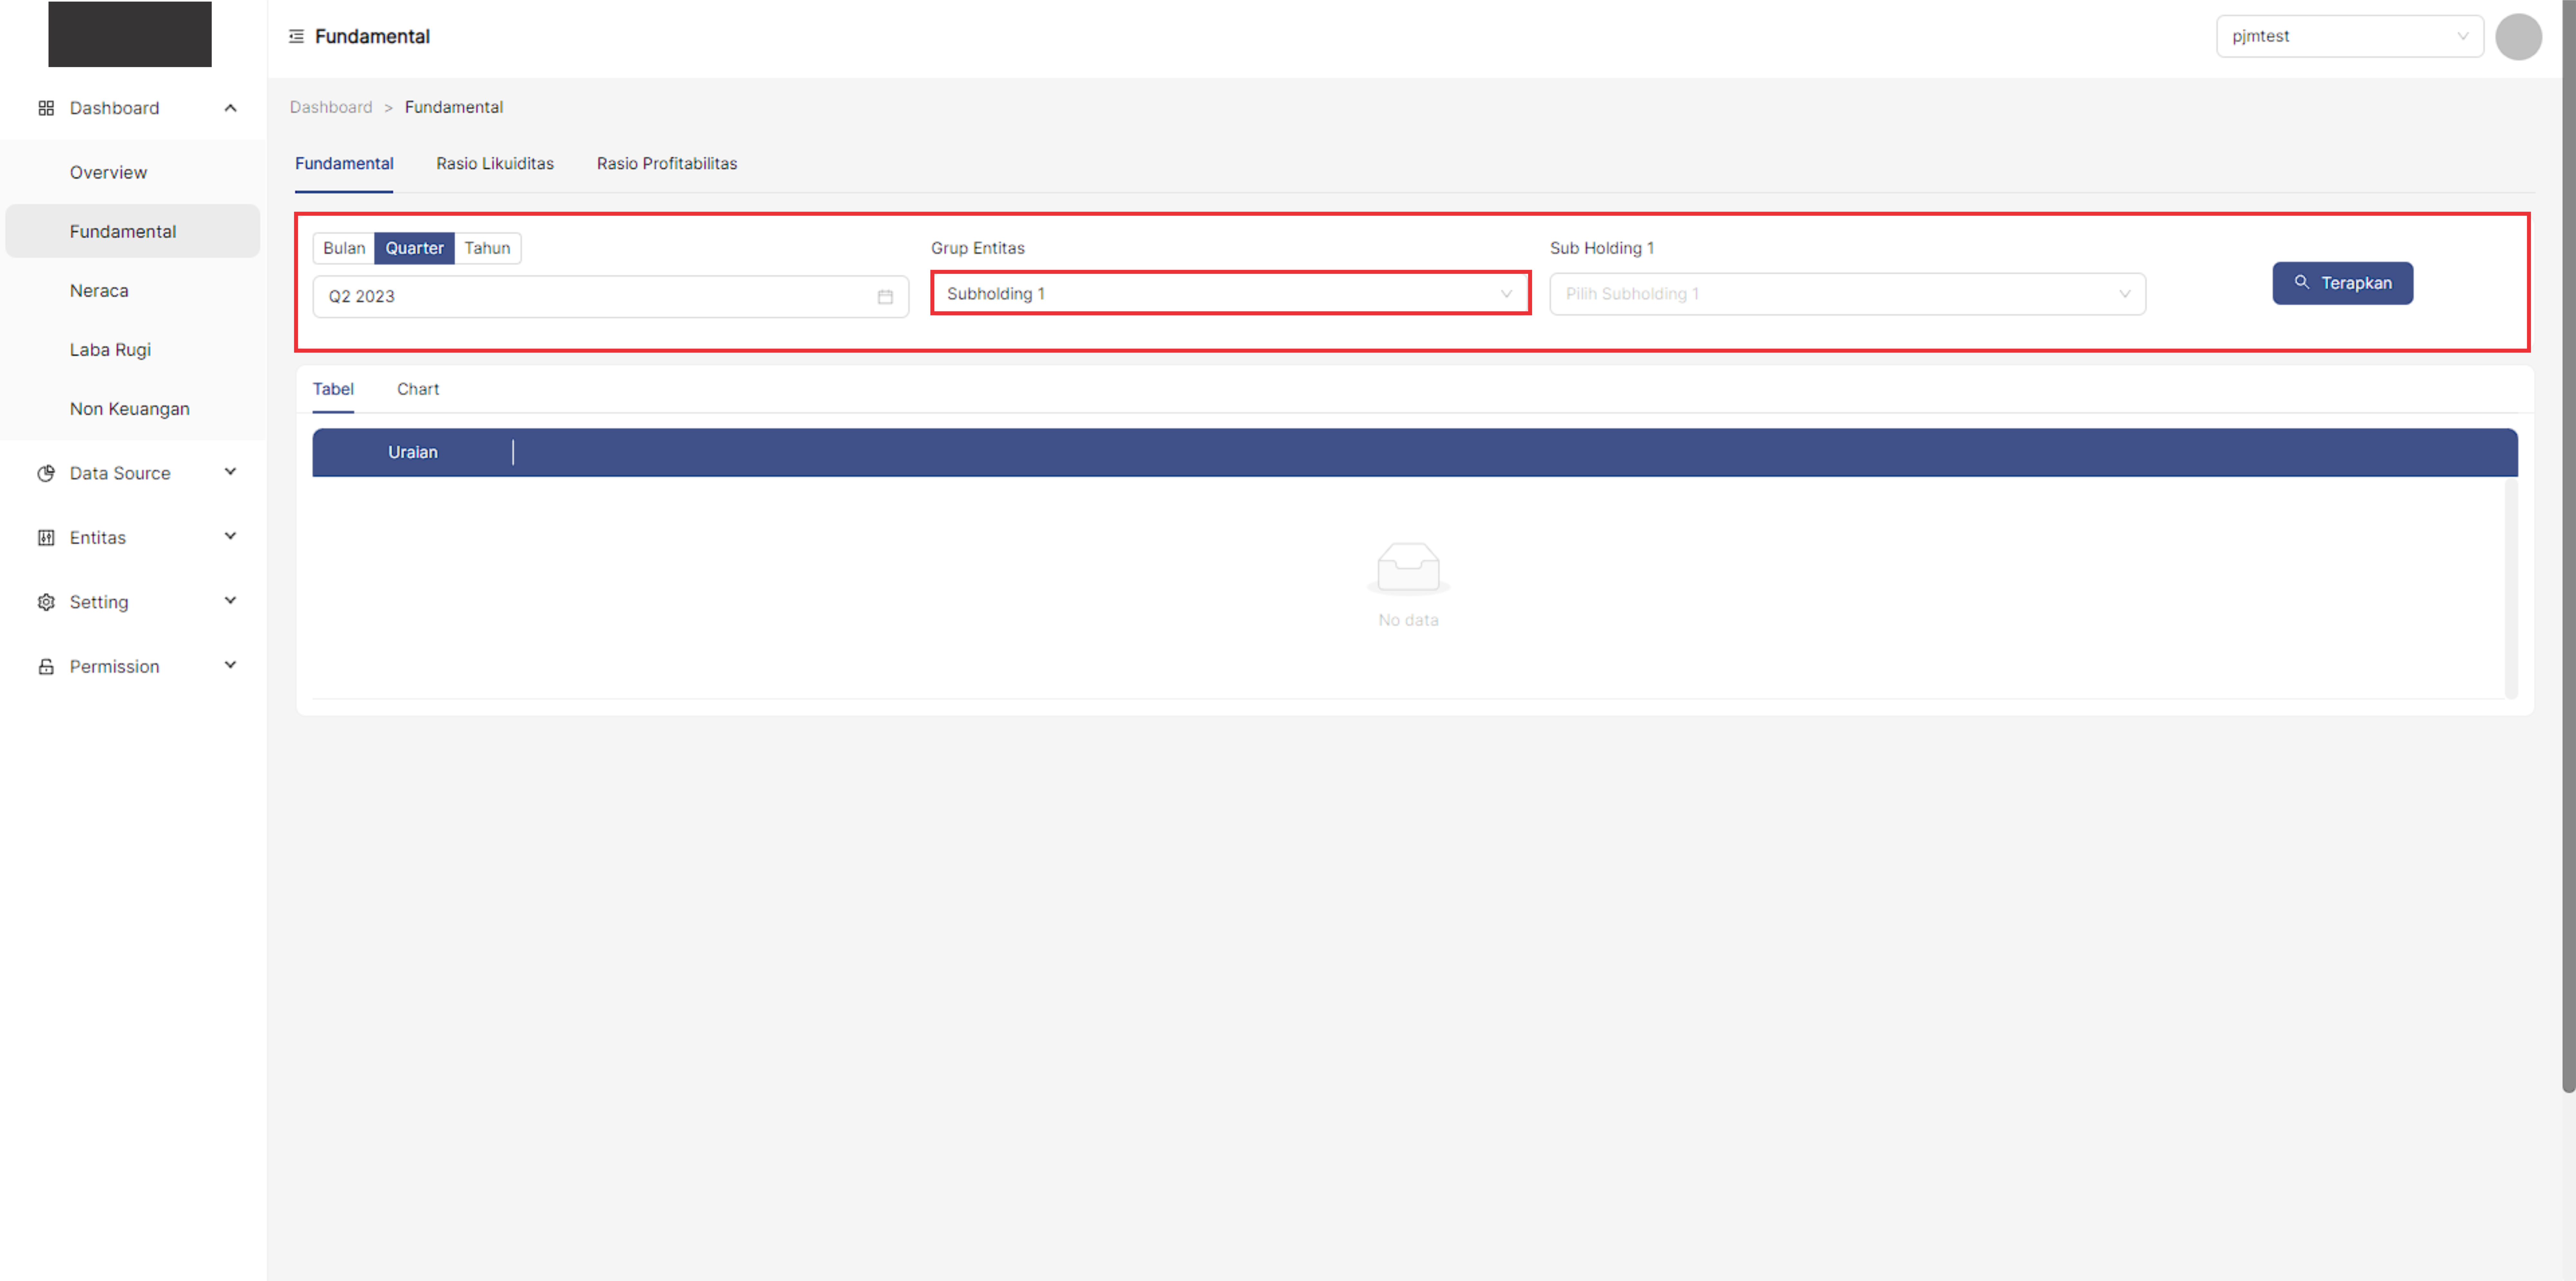 Fundamental
pjmtest
Dashboard
Overview
Fundamental
Neraca
Laba Rugi
Non Keuangan
Data Source
Entitas
Setting
Permission
Dashboard > Fundamental
Fundamental Rasio Likuiditas Rasio Profitabilitas
Bulan Quarter Tahun
Q2 2023
Grup Entitas
Subholding 1
Sub Holding 1
Pilih Subholding 1
Terapkan
Tabel Chart
Uraian
No data